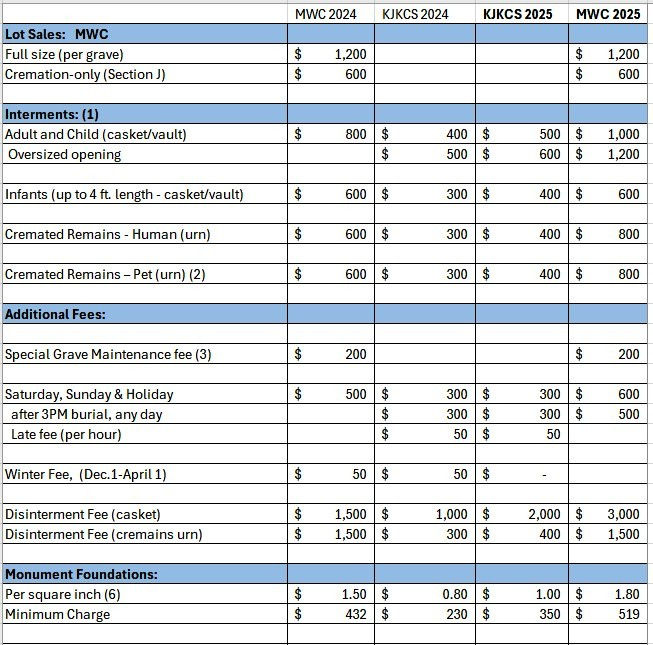 MWC 2024 KJKCS 2024 KJKCS 2025 MWC 2025
Lot Sales: MWC
Full size (per grave) $ 1,200 $ 1,200
Cremation-only (Section J) $ 600 $ 600
Interments: (1)
Adult and Child (casket/vault) $ 800 $ 400 $ 500 $ 1,000
Oversized opening $ 500 $ 600 $ 1,200
Infants (up to 4 ft. length - casket/vault) $ 600 $ 300 $ 400 $ 600
Cremated Remains - Human (urn) $ 600 $ 300 $ 400 $ 800
Cremated Remains – Pet (urn) (2) $ 600 $ 300 $ 400 $ 800
Additional Fees:
Special Grave Maintenance fee (3) $ 200 $ 200
Saturday, Sunday & Holiday $ 500 $ 300 $ 300 $ 600
after 3PM burial, any day $ 300 $ 300 $ 500
Late fee (per hour) $ 50 $ 50
Winter Fee, (Dec.1-April 1) $ 50 $ 50 $ -
Disinterment Fee (casket) $ 1,500 $ 1,000 $ 2,000 $ 3,000
Disinterment Fee (cremains urn) $ 1,500 $ 300 $ 400 $ 1,500
Monument Foundations:
Per square inch (6) $ 1.50 $ 0.80 $ 1.00 $ 1.80
Minimum Charge $ 432 $ 230 $ 350 $ 519